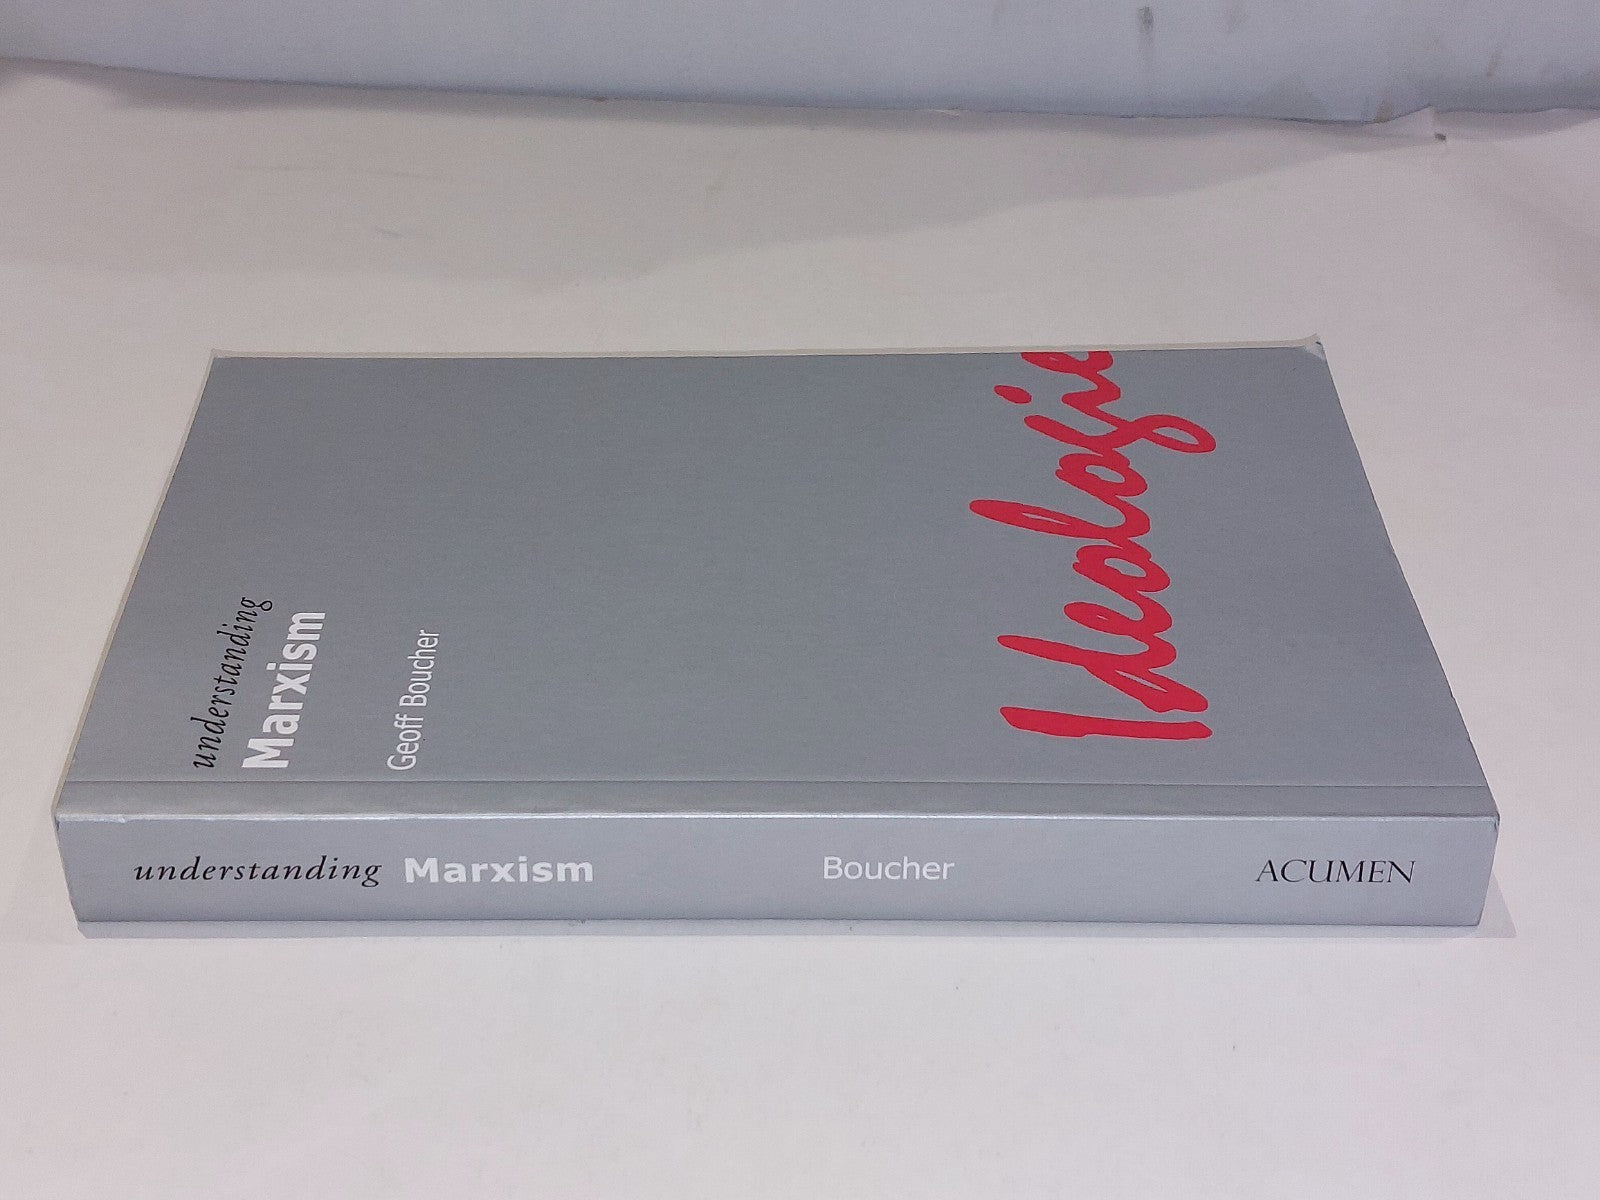 understanding
Marxism
Geoff Boucher
Ideologie
understanding Marxism Boucher ACUMEN